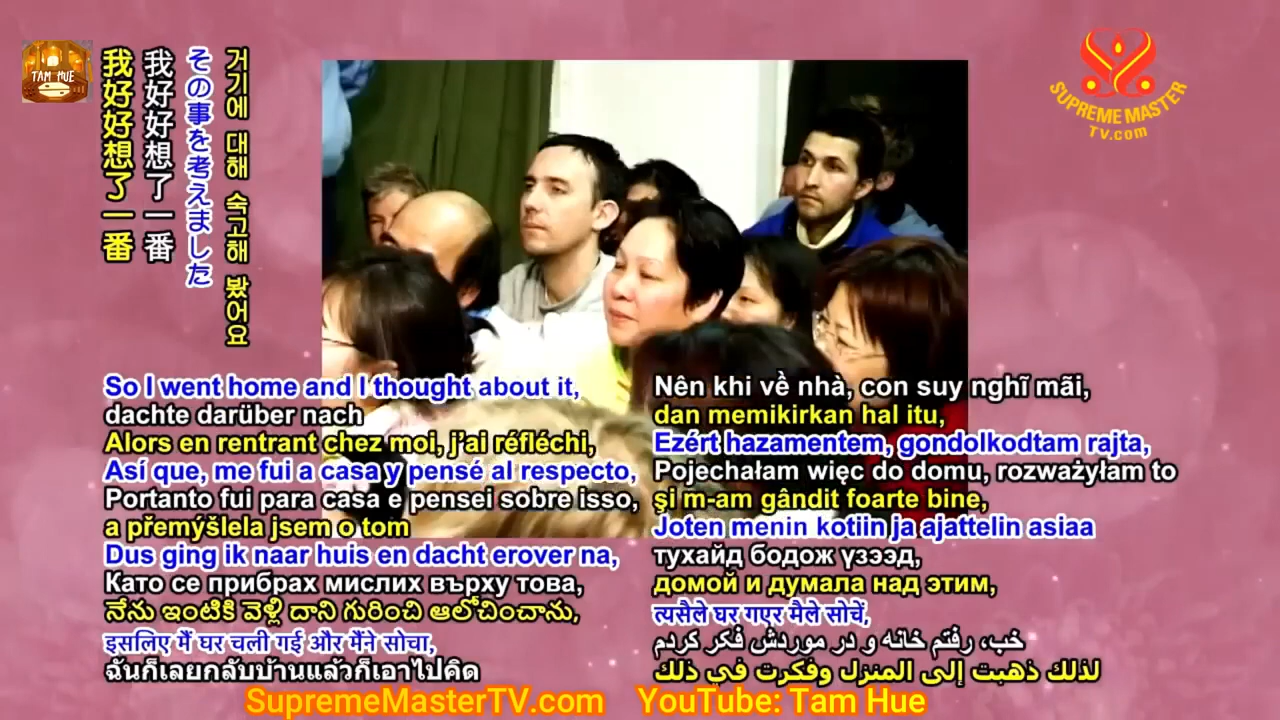 TAM HUE
SUPREME MASTER
TV.com
거기에 대해 숙고해 봤어요
その事を考えました
我好好想了一番
我好好想了一番
So I went home and I thought about it,
dachte darüber nach
Alors en rentrant chez moi, j’ai réfléchi,
Así que, me fui a casa y pensé al respecto,
Portanto fui para casa e pensei sobre isso,
a přemýšlela jsem o tom
Dus ging ik naar huis en dacht erover na,
Като се прибрах мислих върху това,
నేను ఇంటికి వెళ్లి దాని గురించి ఆలోచించాను,
इसलिए मैं घर चली गई और मैंने सोचा,
ฉันก็เลยกลับบ้านแล้วก็เอาไปคิด
Nên khi về nhà, con suy nghĩ mãi,
dan memikirkan hal itu,
Ezért hazamentem, gondolkodtam rajta,
Pojechałam więc do domu, rozważyłam to
şi m-am gândit foarte bine,
Joten menin kotiin ja ajattelin asiaa
тухайд бодож үзээд,
домой и думала над этим,
त्यसैले घर गएर मैले सोचें,
خب، رفتم خانه و در موردش فکر کردم
لذلك ذهبت إلى المنزل وفكرت في ذلك
SupremeMasterTV.com YouTube: Tam Hue